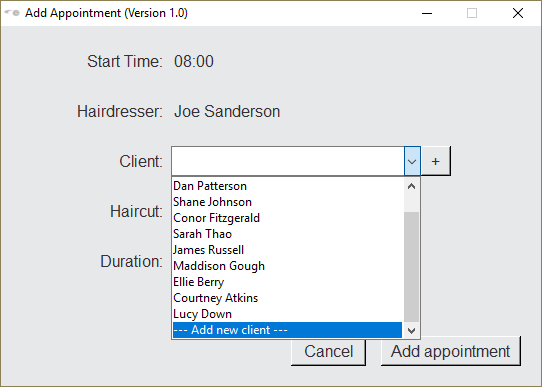 Add Appointment (Version 1.0)
Start Time: 08:00
Hairdresser: Joe Sanderson
Client: +
Dan Patterson
Shane Johnson
Haircut: Conor Fitzgerald
Sarah Thao
James Russell
Duration: Maddison Gough
Ellie Berry
Courtney Atkins
Lucy Down
--- Add new client ---
Cancel Add appointment